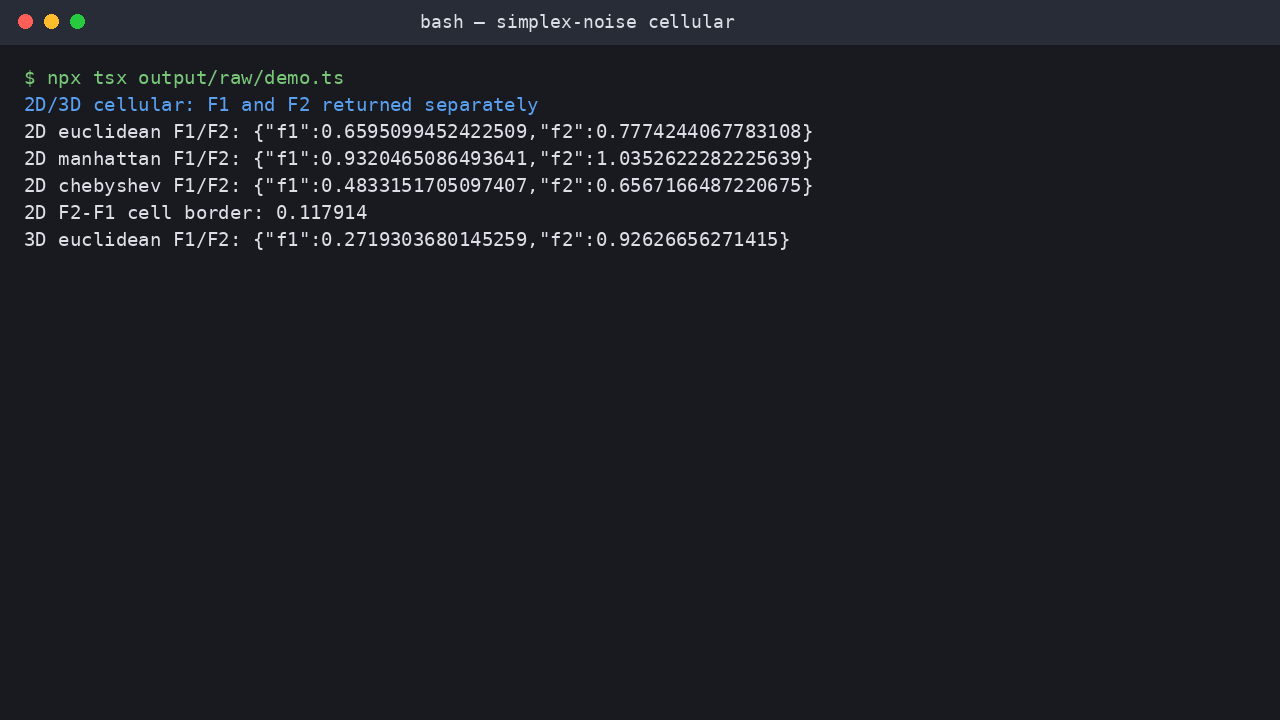 bash — simplex-noise cellular
$ npx tsx output/raw/demo.ts
2D/3D cellular: F1 and F2 returned separately
2D euclidean F1/F2: {"f1":0.6595099452422509,"f2":0.7774244067783108}
2D manhattan F1/F2: {"f1":0.9320465086493641,"f2":1.0352622282225639}
2D chebyshev F1/F2: {"f1":0.4833151705097407,"f2":0.6567166487220675}
2D F2-F1 cell border: 0.117914
3D euclidean F1/F2: {"f1":0.2719303680145259,"f2":0.92626656271415}